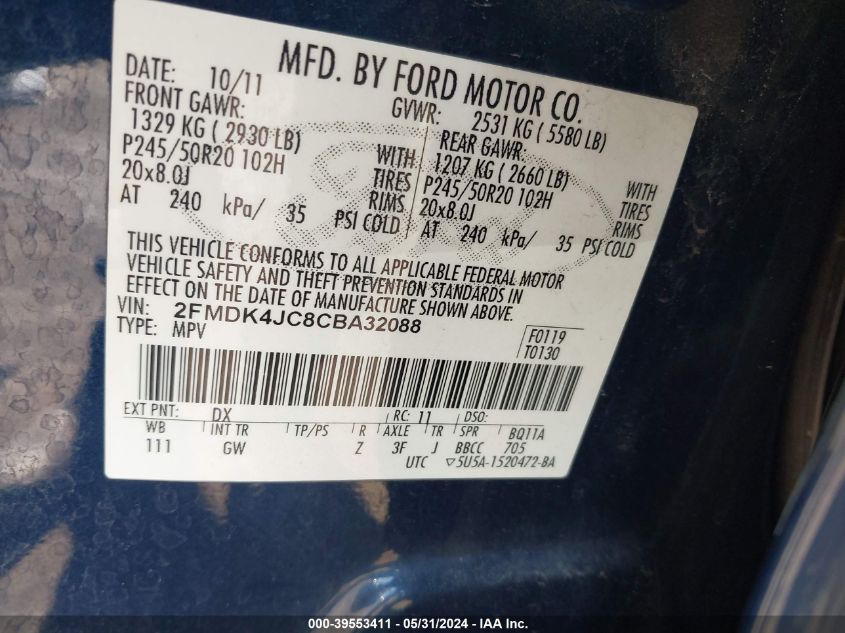 MFD. BY FORD MOTOR CO.
DATE: 10/11 GVWR: 2531 KG ( 5580 LB)
FRONT GAWR: REAR GAWR:
1329 KG ( 2930 LB) WITH 1207 KG ( 2660 LB) WITH
P245/50R20 102H TIRES P245/50R20 102H TIRES
20x8.0J RIMS 20x8.0J RIMS
AT 240 kPa/ 35 PSI COLD AT 240 kPa/ 35 PSI COLD
THIS VEHICLE CONFORMS TO ALL APPLICABLE FEDERAL MOTOR
VEHICLE SAFETY AND THEFT PREVENTION STANDARDS IN
EFFECT ON THE DATE OF MANUFACTURE SHOWN ABOVE.
VIN: 2FMDK4JC8CBA32088
TYPE: MPV
F0119
T0130
EXT PNT: DX RC: 11 DSO:
WB INT TR TP/PS R AXLE TR SPR BQ11A
111 GW Z 3F J BBCC 705
UTC ▽5U5A-1520472-BA
000-39553411 - 05/31/2024 - IAA Inc.